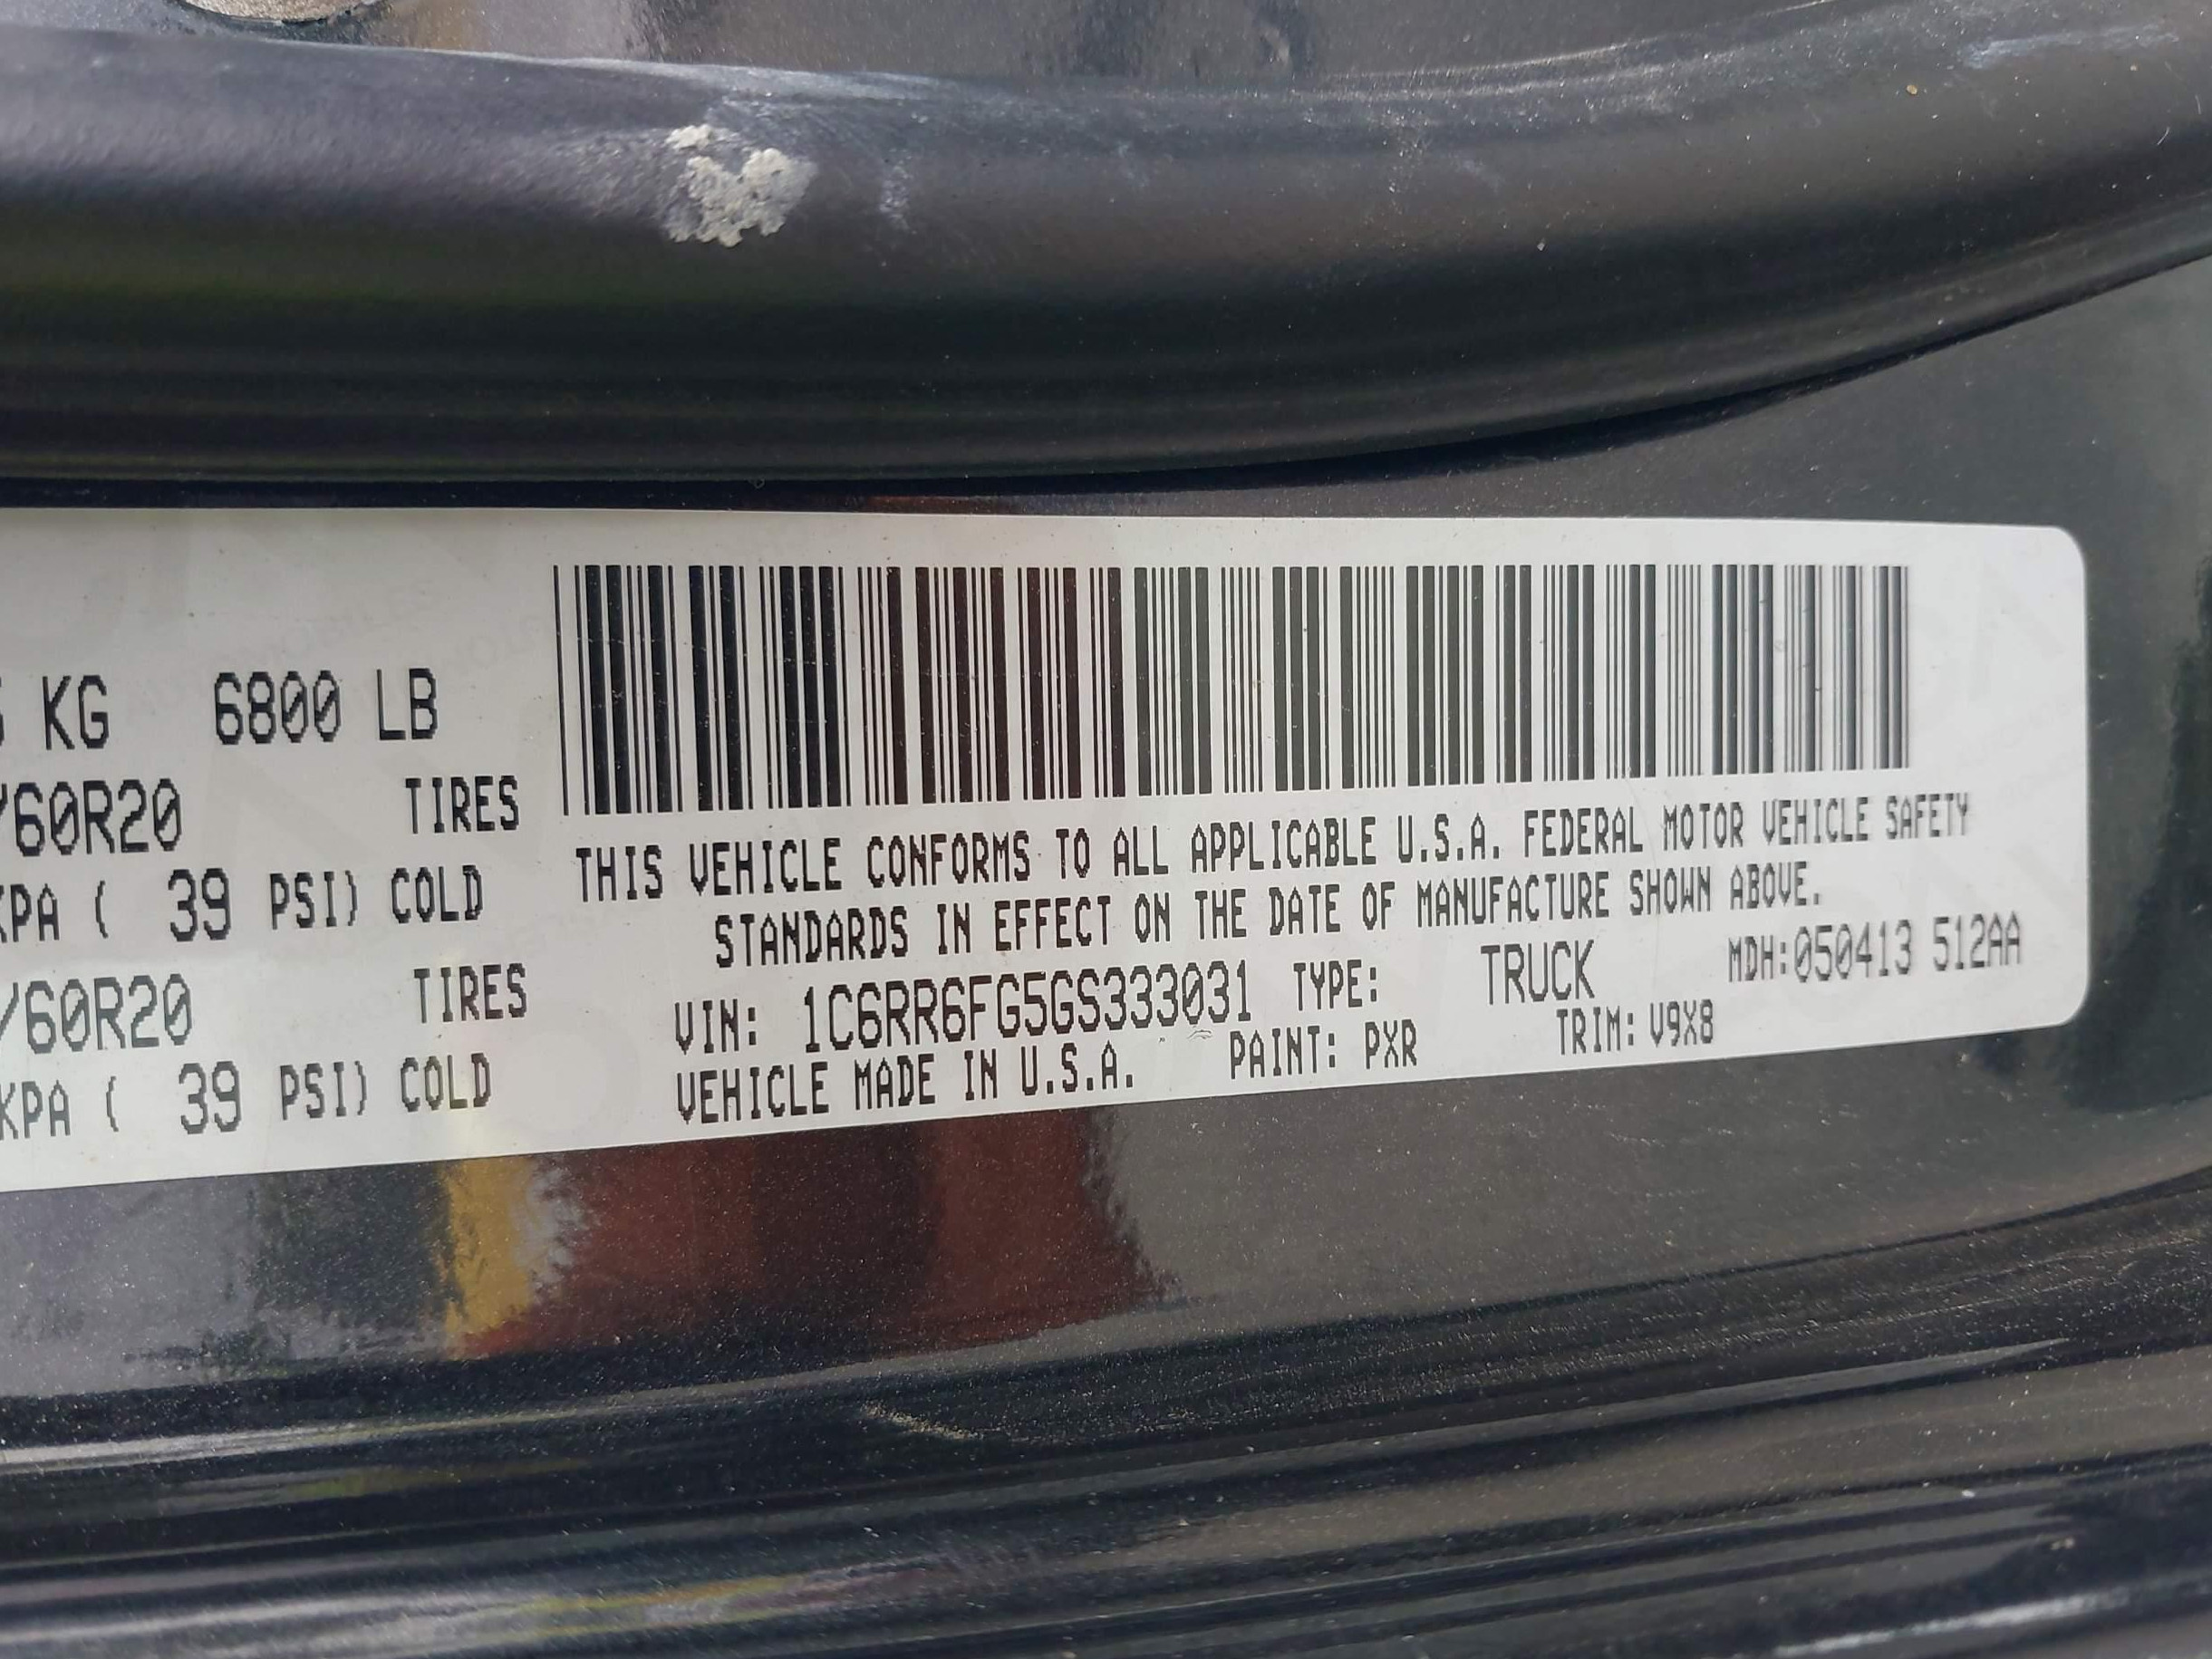 KG 6800 LB
/60R20 TIRES
KPA ( 39 PSI) COLD
/60R20 TIRES
KPA ( 39 PSI) COLD
THIS VEHICLE CONFORMS TO ALL APPLICABLE U.S.A. FEDERAL MOTOR VEHICLE SAFETY
STANDARDS IN EFFECT ON THE DATE OF MANUFACTURE SHOWN ABOVE.
VIN: 1C6RR6FG5GS333031 TYPE: TRUCK MDH:050413 512AA
VEHICLE MADE IN U.S.A. PAINT: PXR TRIM: V9X8